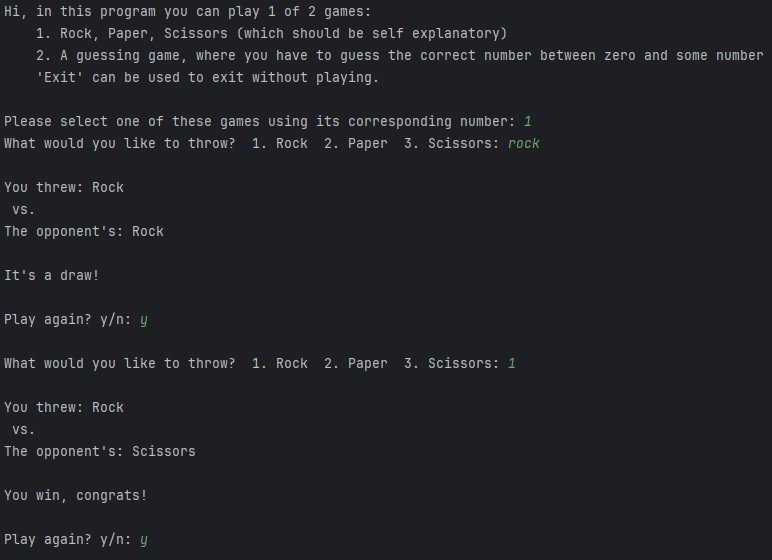 Hi, in this program you can play 1 of 2 games:
1. Rock, Paper, Scissors (which should be self explanatory)
2. A guessing game, where you have to guess the correct number between zero and some number
'Exit' can be used to exit without playing.
Please select one of these games using its corresponding number: 1
What would you like to throw?  1. Rock  2. Paper  3. Scissors: rock
You threw: Rock
vs.
The opponent's: Rock
It's a draw!
Play again? y/n: y
What would you like to throw?  1. Rock  2. Paper  3. Scissors: 1
You threw: Rock
vs.
The opponent's: Scissors
You win, congrats!
Play again? y/n: y